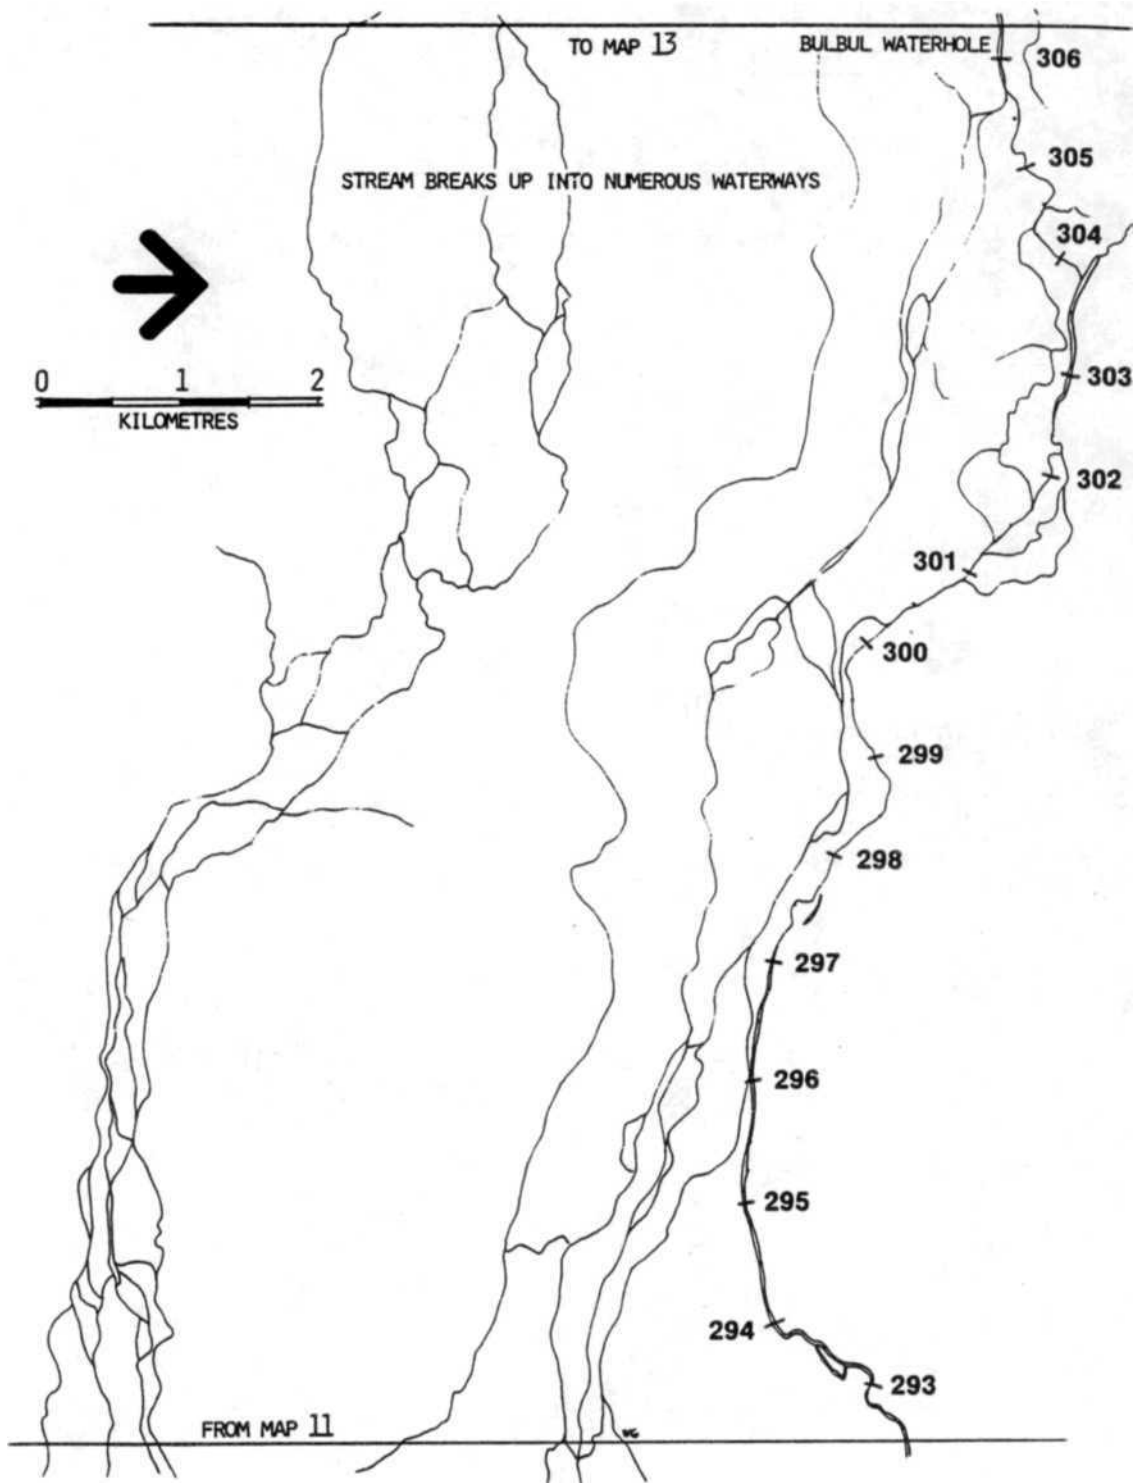 TO MAP 13
BULBUL WATERHOLE
306
305
STREAM BREAKS UP INTO NUMEROUS WATERWAYS
304
0 1 2
KILOMETRES
303
302
301
300
299
298
297
296
295
294
293
FROM MAP 11